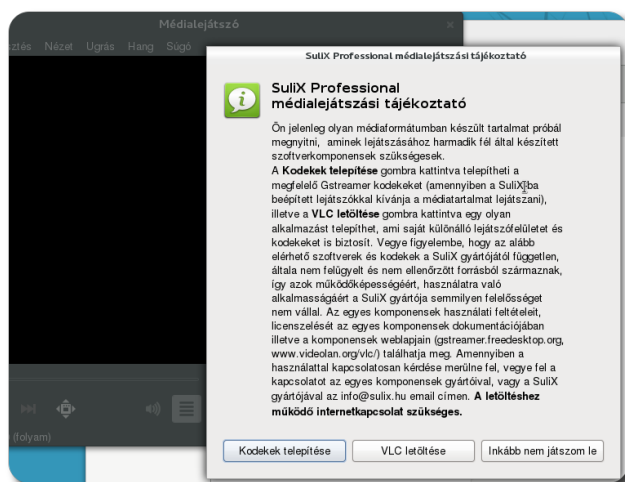 Médialejátszó
Nézet Ugrás Hang Súgó
SuliX Professional médialejátszási tájékoztató
SuliX Professional
médialejátszási tájékoztató
Ön jelenleg olyan médiaformátumban készült tartalmat próbál
megnyitni, aminek lejátszásához harmadik fél által készített
szoftverkomponensek szükségesek.
A Kodekek telepítése gombra kattintva telepítheti a
megfelelő Gstreamer kodekeket (amennyiben a SuliX-ba
beépített lejátszókkal kívánja a médiatartalmat lejátszani),
illetve a VLC letöltése gombra kattintva egy olyan
alkalmazást telepíthet, ami saját különálló lejátszófelületet és
kodekeket is biztosít. Vegye figyelembe, hogy az alább
elérhető szoftverek és kodekek a SuliX gyártójától független,
általa nem felügyelt és nem ellenőrzött forrásból származnak,
így azok működőképességéért, használatra való
alkalmasságáért a SuliX gyártója semmilyen felelősséget
nem vállal. Az egyes komponensek használati feltételeit,
licenszelését az egyes komponensek dokumentációjában
illetve a komponensek weblapjain (gstreamer.freedesktop.org,
www.videolan.org/vlc/) találhatja meg. Amennyiben a
használattal kapcsolatosan kérdése merülne fel, vegye fel a
kapcsolatot az egyes komponensek gyártóival, vagy a SuliX
gyártójával az info@sulix.hu email címen. A letöltéshez
működő internetkapcsolat szükséges.
(folyam)
Kodekek telepítése VLC letöltése Inkább nem játszom le